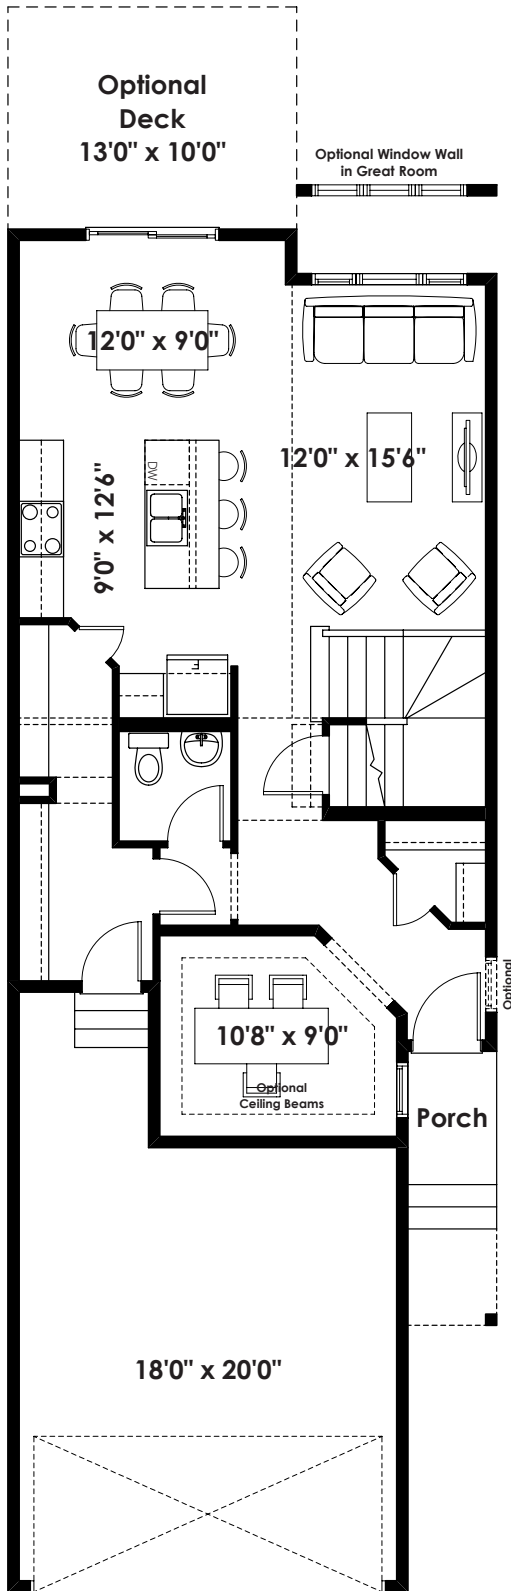 Optional
Deck
13'0" x 10'0"
Optional Window Wall
in Great Room
12'0" x 9'0"
12'0" x 15'6"
9'0" x 12'6"
DW
F
Optional
10'8" x 9'0"
Optional
Ceiling Beams
Porch
18'0" x 20'0"